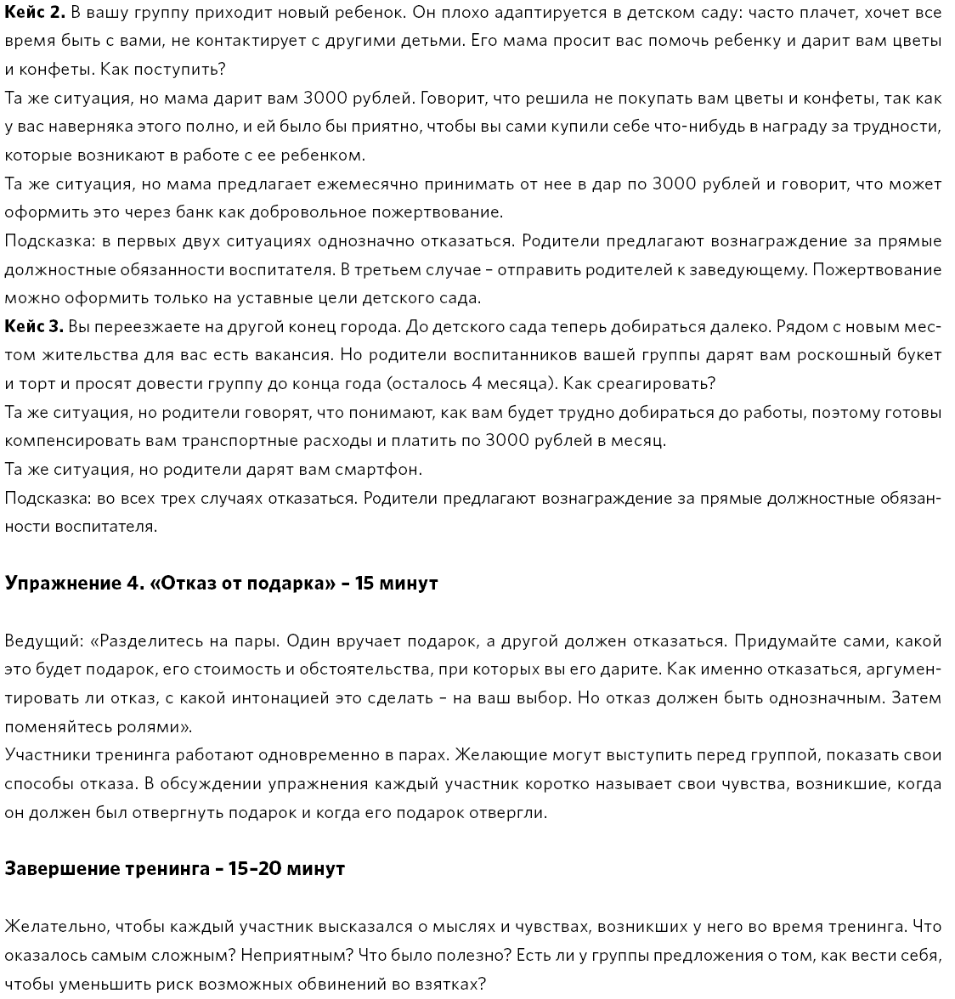 Кейс 2. В вашу группу приходит новый ребенок. Он плохо адаптируется в детском саду: часто плачет, хочет все
время быть с вами, не контактирует с другими детьми. Его мама просит вас помочь ребенку и дарит вам цветы
и конфеты. Как поступить?
Та же ситуация, но мама дарит вам 3000 рублей. Говорит, что решила не покупать вам цветы и конфеты, так как
у вас наверняка этого полно, и ей было бы приятно, чтобы вы сами купили себе что-нибудь в награду за трудности,
которые возникают в работе с ее ребенком.
Та же ситуация, но мама предлагает ежемесячно принимать от нее в дар по 3000 рублей и говорит, что может
оформить это через банк как добровольное пожертвование.
Подсказка: в первых двух ситуациях однозначно отказаться. Родители предлагают вознаграждение за прямые
должностные обязанности воспитателя. В третьем случае – отправить родителей к заведующему. Пожертвование
можно оформить только на уставные цели детского сада.
Кейс 3. Вы переезжаете на другой конец города. До детского сада теперь добираться далеко. Рядом с новым мес-
том жительства для вас есть вакансия. Но родители воспитанников вашей группы дарят вам роскошный букет
и торт и просят довести группу до конца года (осталось 4 месяца). Как среагировать?
Та же ситуация, но родители говорят, что понимают, как вам будет трудно добираться до работы, поэтому готовы
компенсировать вам транспортные расходы и платить по 3000 рублей в месяц.
Та же ситуация, но родители дарят вам смартфон.
Подсказка: во всех трех случаях отказаться. Родители предлагают вознаграждение за прямые должностные обязан-
ности воспитателя.
Упражнение 4. «Отказ от подарка» – 15 минут
Ведущий: «Разделитесь на пары. Один вручает подарок, а другой должен отказаться. Придумайте сами, какой
это будет подарок, его стоимость и обстоятельства, при которых вы его дарите. Как именно отказаться, аргумен-
тировать ли отказ, с какой интонацией это сделать – на ваш выбор. Но отказ должен быть однозначным. Затем
поменяйтесь ролями».
Участники тренинга работают одновременно в парах. Желающие могут выступить перед группой, показать свои
способы отказа. В обсуждении упражнения каждый участник коротко называет свои чувства, возникшие, когда
он должен был отвергнуть подарок и когда его подарок отвергли.
Завершение тренинга – 15–20 минут
Желательно, чтобы каждый участник высказался о мыслях и чувствах, возникших у него во время тренинга. Что
оказалось самым сложным? Неприятным? Что было полезно? Есть ли у группы предложения о том, как вести себя,
чтобы уменьшить риск возможных обвинений во взятках?